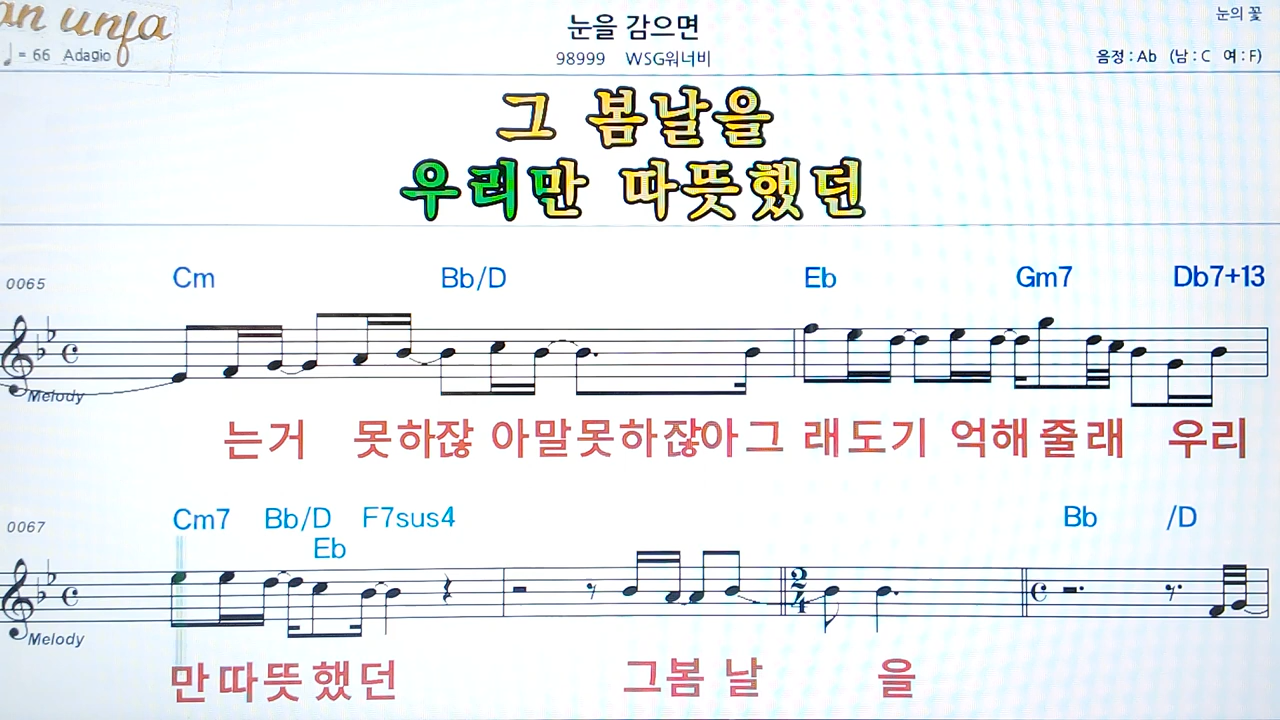 눈을 감으면
눈의 꽃
♩= 66 Adagio
98999 WSG워너비
음정 : Ab (남 : C 여 : F)
그 봄날을
우리만 따뜻했던
0065
Cm Bb/D Eb Gm7 Db7+13
Melody
는거 못하잖 아말못하잖아그 래도기 억해줄래 우리
0067
Cm7 Bb/D F7sus4 Bb /D
Eb
2
4
Melody
만따뜻했던 그봄 날 을